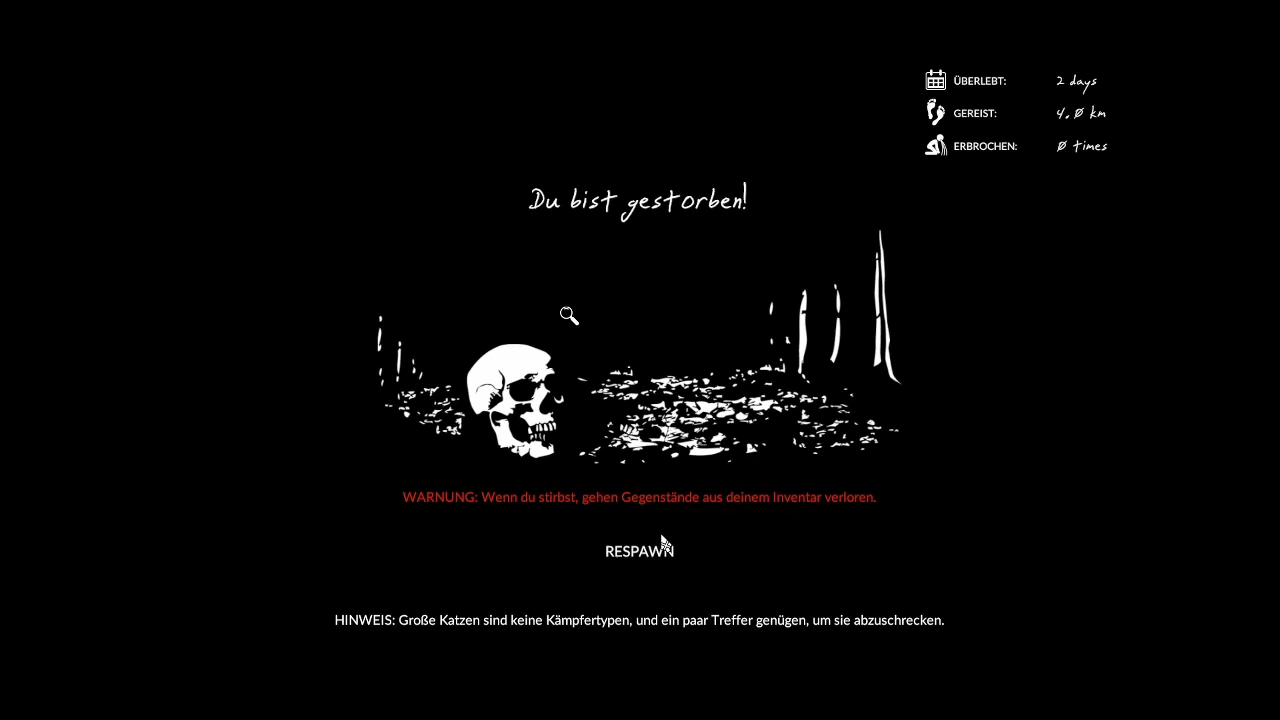 ÜBERLEBT: 2 days
GEREIST: 4.0 km
ERBROCHEN: 0 times
Du bist gestorben!
WARNUNG: Wenn du stirbst, gehen Gegenstände aus deinem Inventar verloren.
RESPAWN
HINWEIS: Große Katzen sind keine Kämpfertypen, und ein paar Treffer genügen, um sie abzuschrecken.